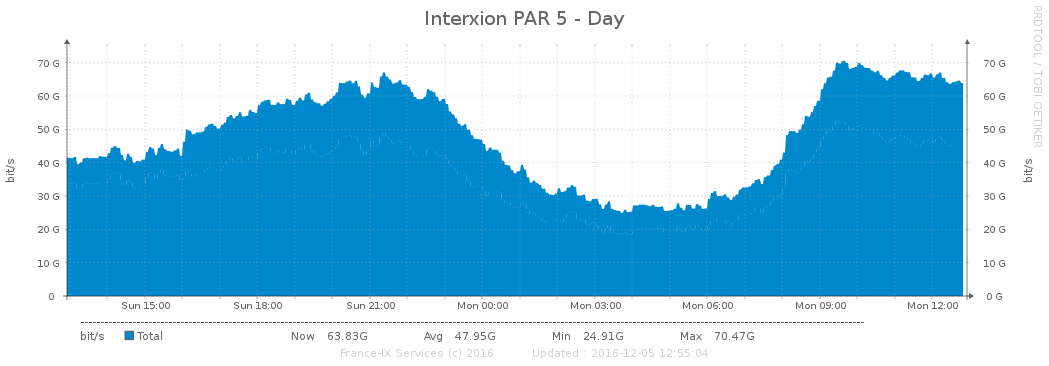 Interxion PAR 5 - Day
RRDTOOL / TOBI OETIKER
bit/s
bit/s
70 G 70 G
60 G 60 G
50 G 50 G
40 G 40 G
30 G 30 G
20 G 20 G
10 G 10 G
0 0 G
Sun 15:00 Sun 18:00 Sun 21:00 Mon 00:00 Mon 03:00 Mon 06:00 Mon 09:00 Mon 12:00
bit/s Total Now 63.83G Avg 47.95G Min 24.91G Max 70.47G
France-IX Services (c) 2016 Updated : 2016-12-05 12:55:04